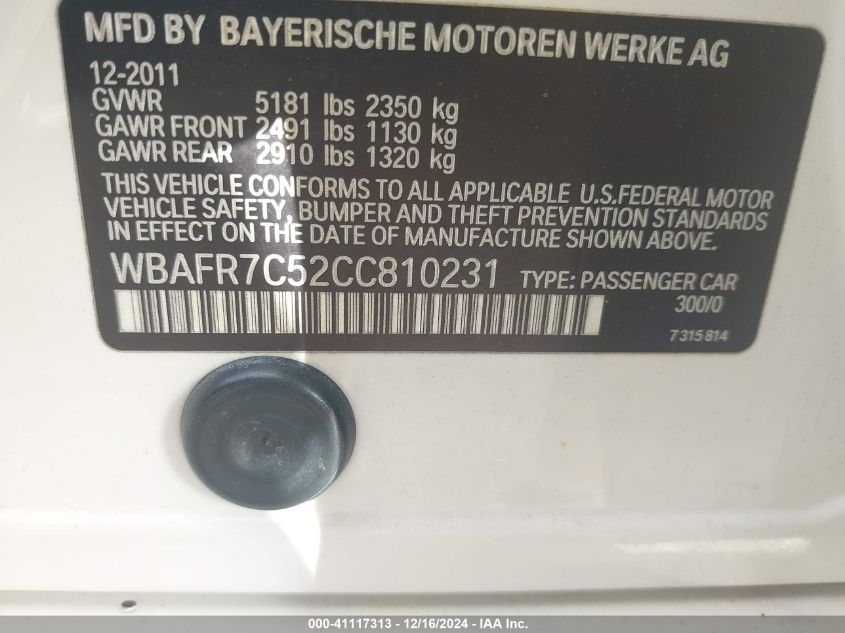 MFD BY BAYERISCHE MOTOREN WERKE AG
12-2011
GVWR 5181 lbs 2350 kg
GAWR FRONT 2491 lbs 1130 kg
GAWR REAR 2910 lbs 1320 kg
THIS VEHICLE CONFORMS TO ALL APPLICABLE U.S.FEDERAL MOTOR
VEHICLE SAFETY, BUMPER AND THEFT PREVENTION STANDARDS
IN EFFECT ON THE DATE OF MANUFACTURE SHOWN ABOVE.
WBAFR7C52CC810231 TYPE: PASSENGER CAR
300/0
7315814
000-41117313 - 12/16/2024 - IAA Inc.